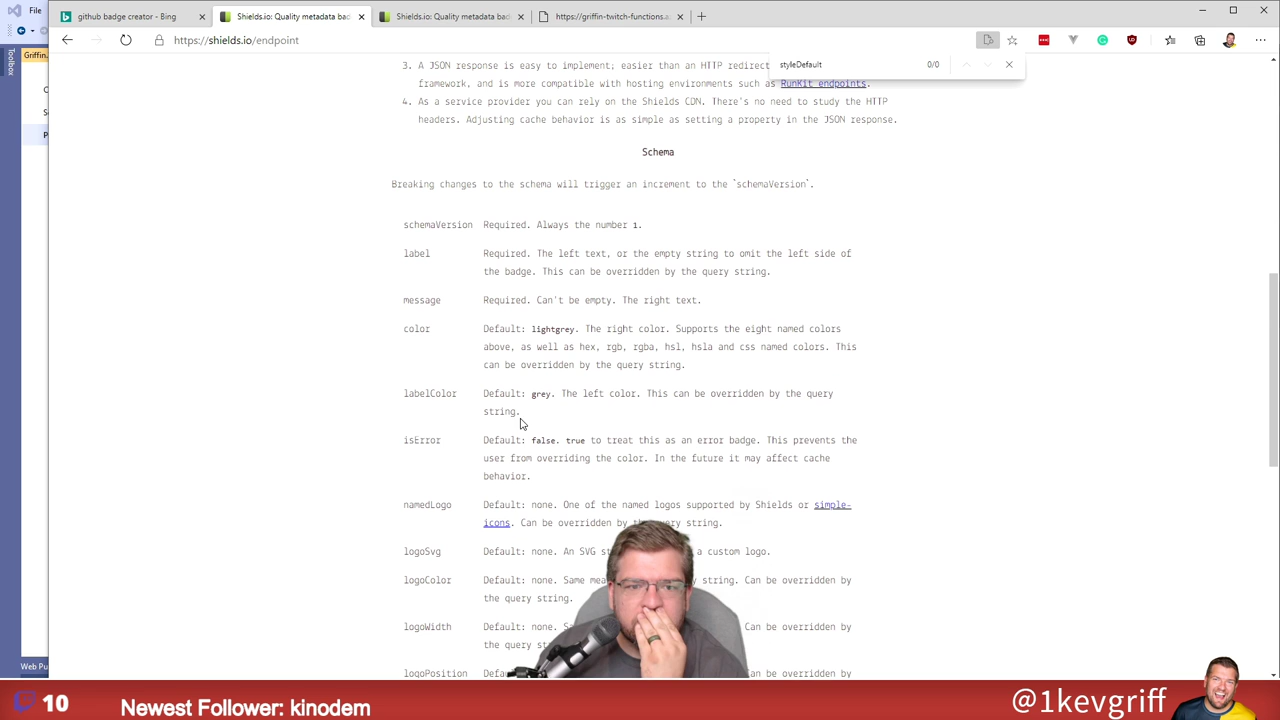 File
github badge creator - Bing
Shields.io: Quality metadata bad
Shields.io: Quality metadata bad
https://griffin-twitch-functions.a
https://shields.io/endpoint
styleDefault
0/0
Toolbox
Griffin.
3. A JSON response is easy to implement; easier than an HTTP redirect
framework, and is more compatible with hosting environments such as RunKit endpoints.
4. As a service provider you can rely on the Shields CDN. There's no need to study the HTTP
headers. Adjusting cache behavior is as simple as setting a property in the JSON response.
Schema
Breaking changes to the schema will trigger an increment to the `schemaVersion`.
schemaVersion Required. Always the number 1.
label Required. The left text, or the empty string to omit the left side of
the badge. This can be overridden by the query string.
message Required. Can't be empty. The right text.
color Default: lightgrey. The right color. Supports the eight named colors
above, as well as hex, rgb, rgba, hsl, hsla and css named colors. This
can be overridden by the query string.
labelColor Default: grey. The left color. This can be overridden by the query
string.
isError Default: false. true to treat this as an error badge. This prevents the
user from overriding the color. In the future it may affect cache
behavior.
namedLogo Default: none. One of the named logos supported by Shields or simple-
icons. Can be overridden by query string.
logoSvg Default: none. An SVG a custom logo.
logoColor Default: none. Same string. Can be overridden by
the query string.
logoWidth Default: none. Can be overridden by
the query
logoPosition Can be overridden by
Web Pu
10
Newest Follower: kinodem
@1kevgriff